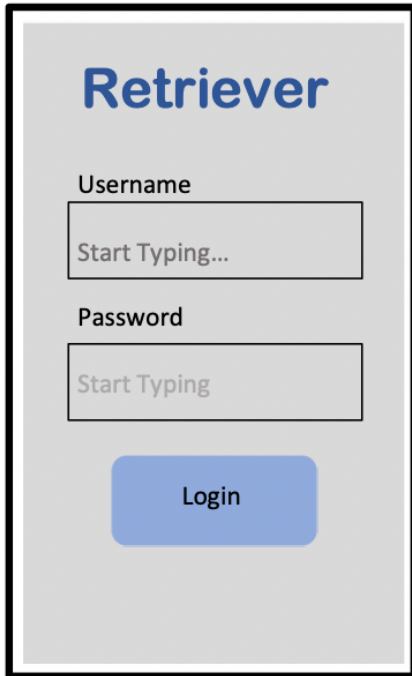 Retriever
Username
Start Typing...
Password
Start Typing
Login